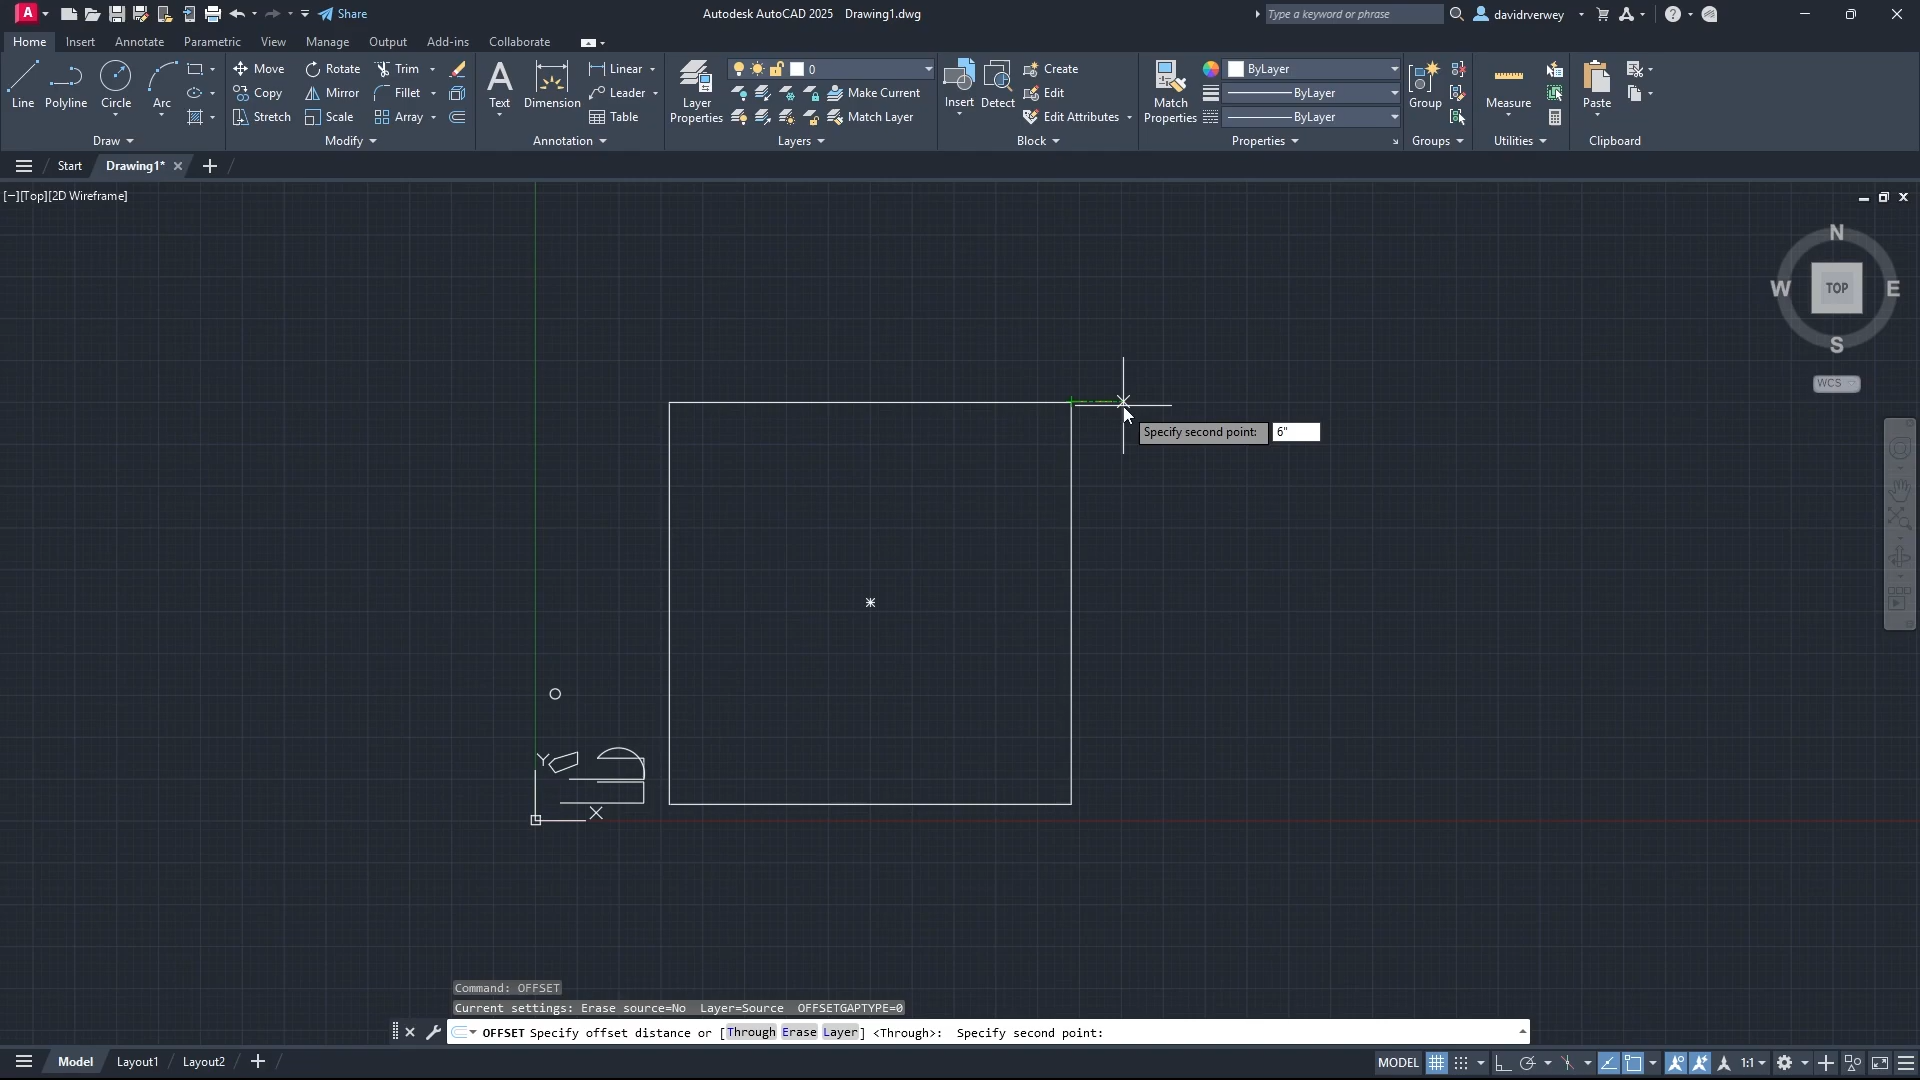 A Share Autodesk AutoCAD 2025 Drawing1.dwg Type a keyword or phrase davidrverwey
Home Insert Annotate Parametric View Manage Output Add-ins Collaborate
Move Rotate Trim Linear 0 Create ByLayer
Copy Mirror Fillet Leader Make Current Edit ByLayer
Line Polyline Circle Arc Text Dimension Layer Properties Insert Detect Match Properties Group Measure Paste
Stretch Scale Array Table Match Layer Edit Attributes ByLayer
Draw Modify Annotation Layers Block Properties Groups Utilities Clipboard
Start Drawing1*
[−][Top][2D Wireframe]
N
W TOP E
S
WCS
Specify second point: 6"
Y
X
Command: OFFSET
Current settings: Erase source=No Layer=Source OFFSETGAPTYPE=0
OFFSET Specify offset distance or [Through Erase Layer] <Through>: Specify second point:
Model Layout1 Layout2 MODEL 1:1